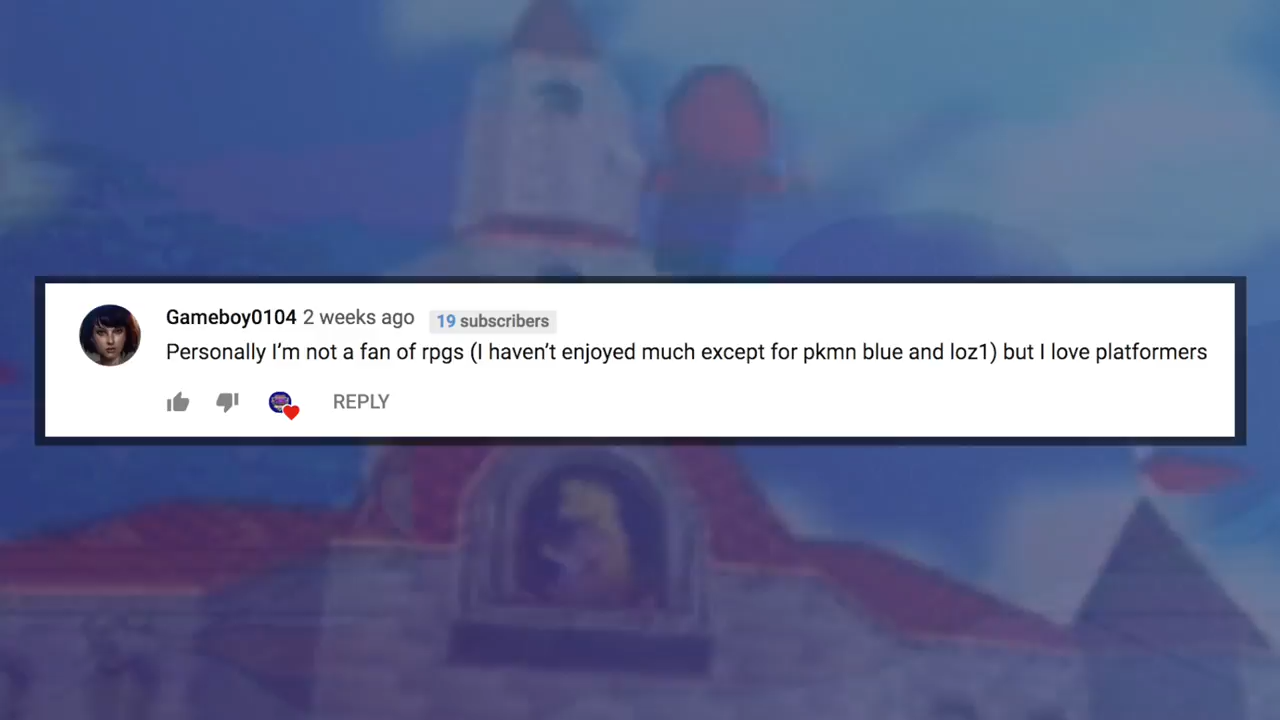 Gameboy0104 2 weeks ago 19 subscribers
Personally I’m not a fan of rpgs (I haven’t enjoyed much except for pkmn blue and loz1) but I love platformers
REPLY